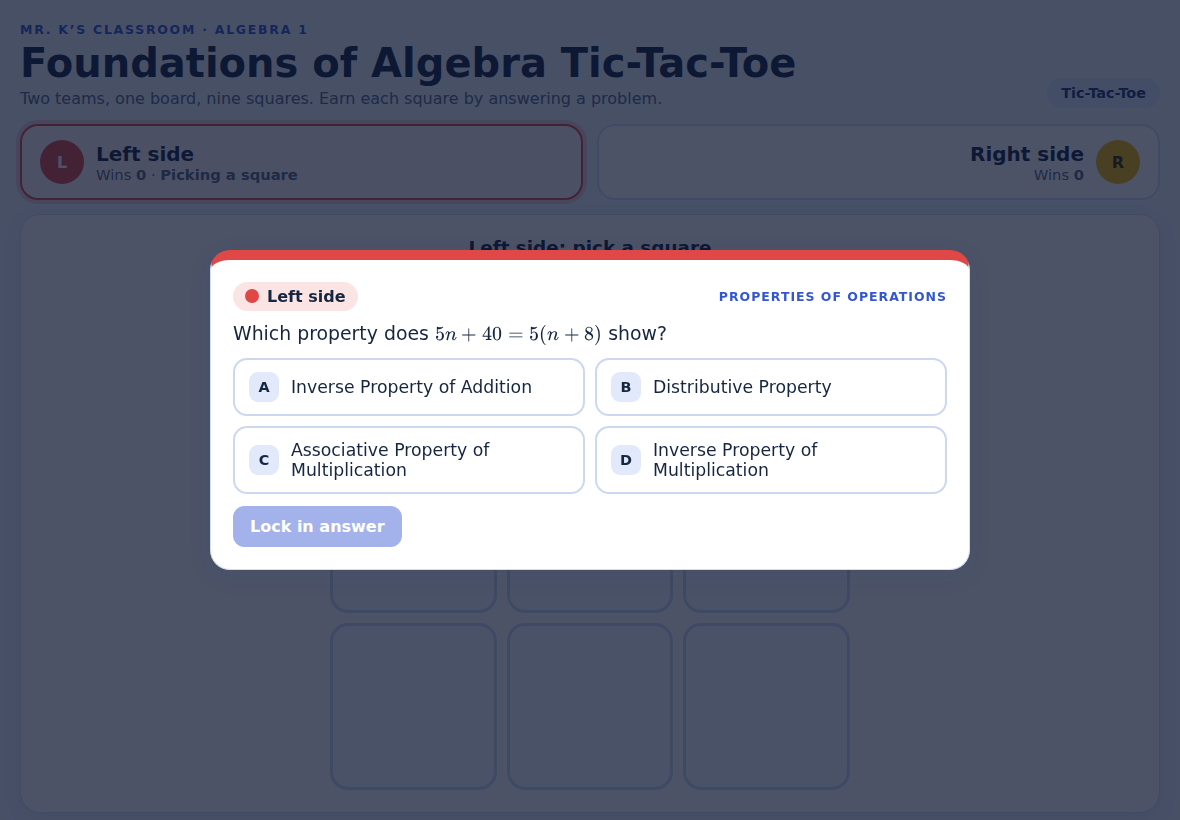 MR. K'S CLASSROOM · ALGEBRA 1
Foundations of Algebra Tic-Tac-Toe
Two teams, one board, nine squares. Earn each square by answering a problem.
Tic-Tac-Toe
L
Left side
Wins 0 · Picking a square
Right side
Wins 0
R
Left side: pick a square
Left side
PROPERTIES OF OPERATIONS
Which property does 5n + 40 = 5(n + 8) show?
A Inverse Property of Addition
B Distributive Property
C Associative Property of
Multiplication
D Inverse Property of
Multiplication
Lock in answer